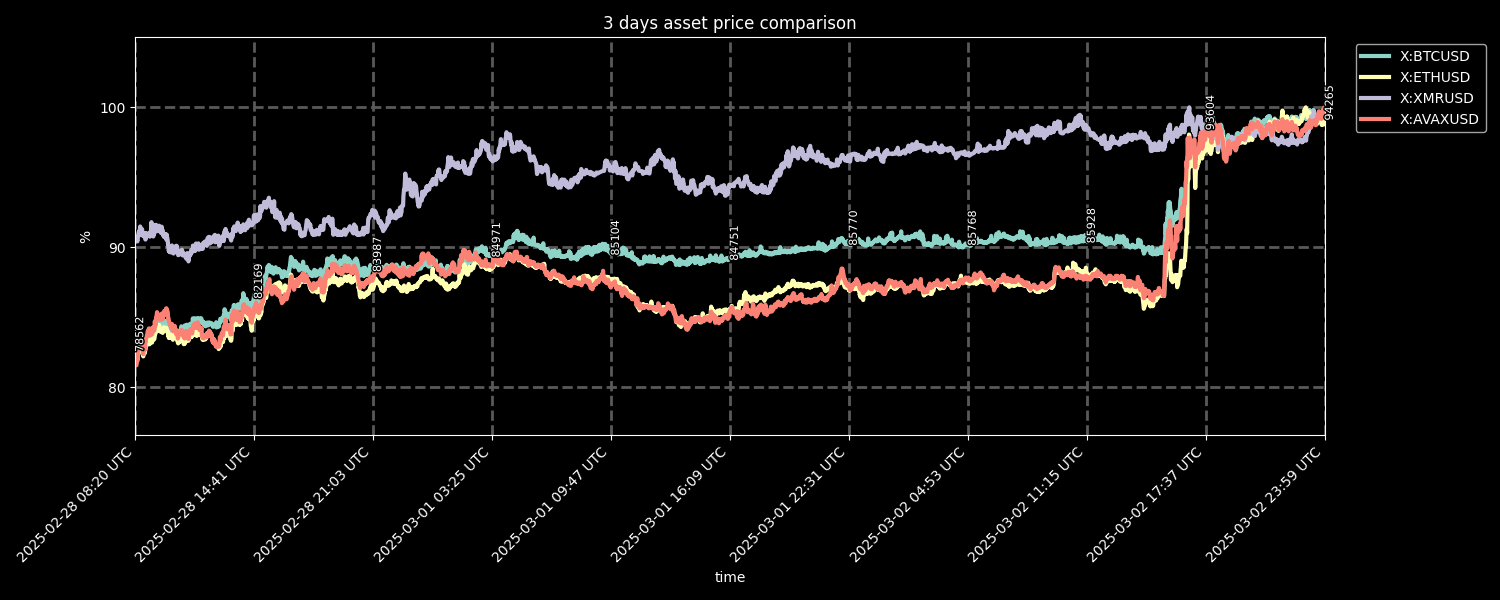 3 days asset price comparison
X:BTCUSD
X:ETHUSD
X:XMRUSD
X:AVAXUSD
100
90
80
%
78562
82169
83987
84971
85104
84751
85770
85768
85928
93604
94265
2025-02-28 08:20 UTC
2025-02-28 14:41 UTC
2025-02-28 21:03 UTC
2025-03-01 03:25 UTC
2025-03-01 09:47 UTC
2025-03-01 16:09 UTC
2025-03-01 22:31 UTC
2025-03-02 04:53 UTC
2025-03-02 11:15 UTC
2025-03-02 17:37 UTC
2025-03-02 23:59 UTC
time